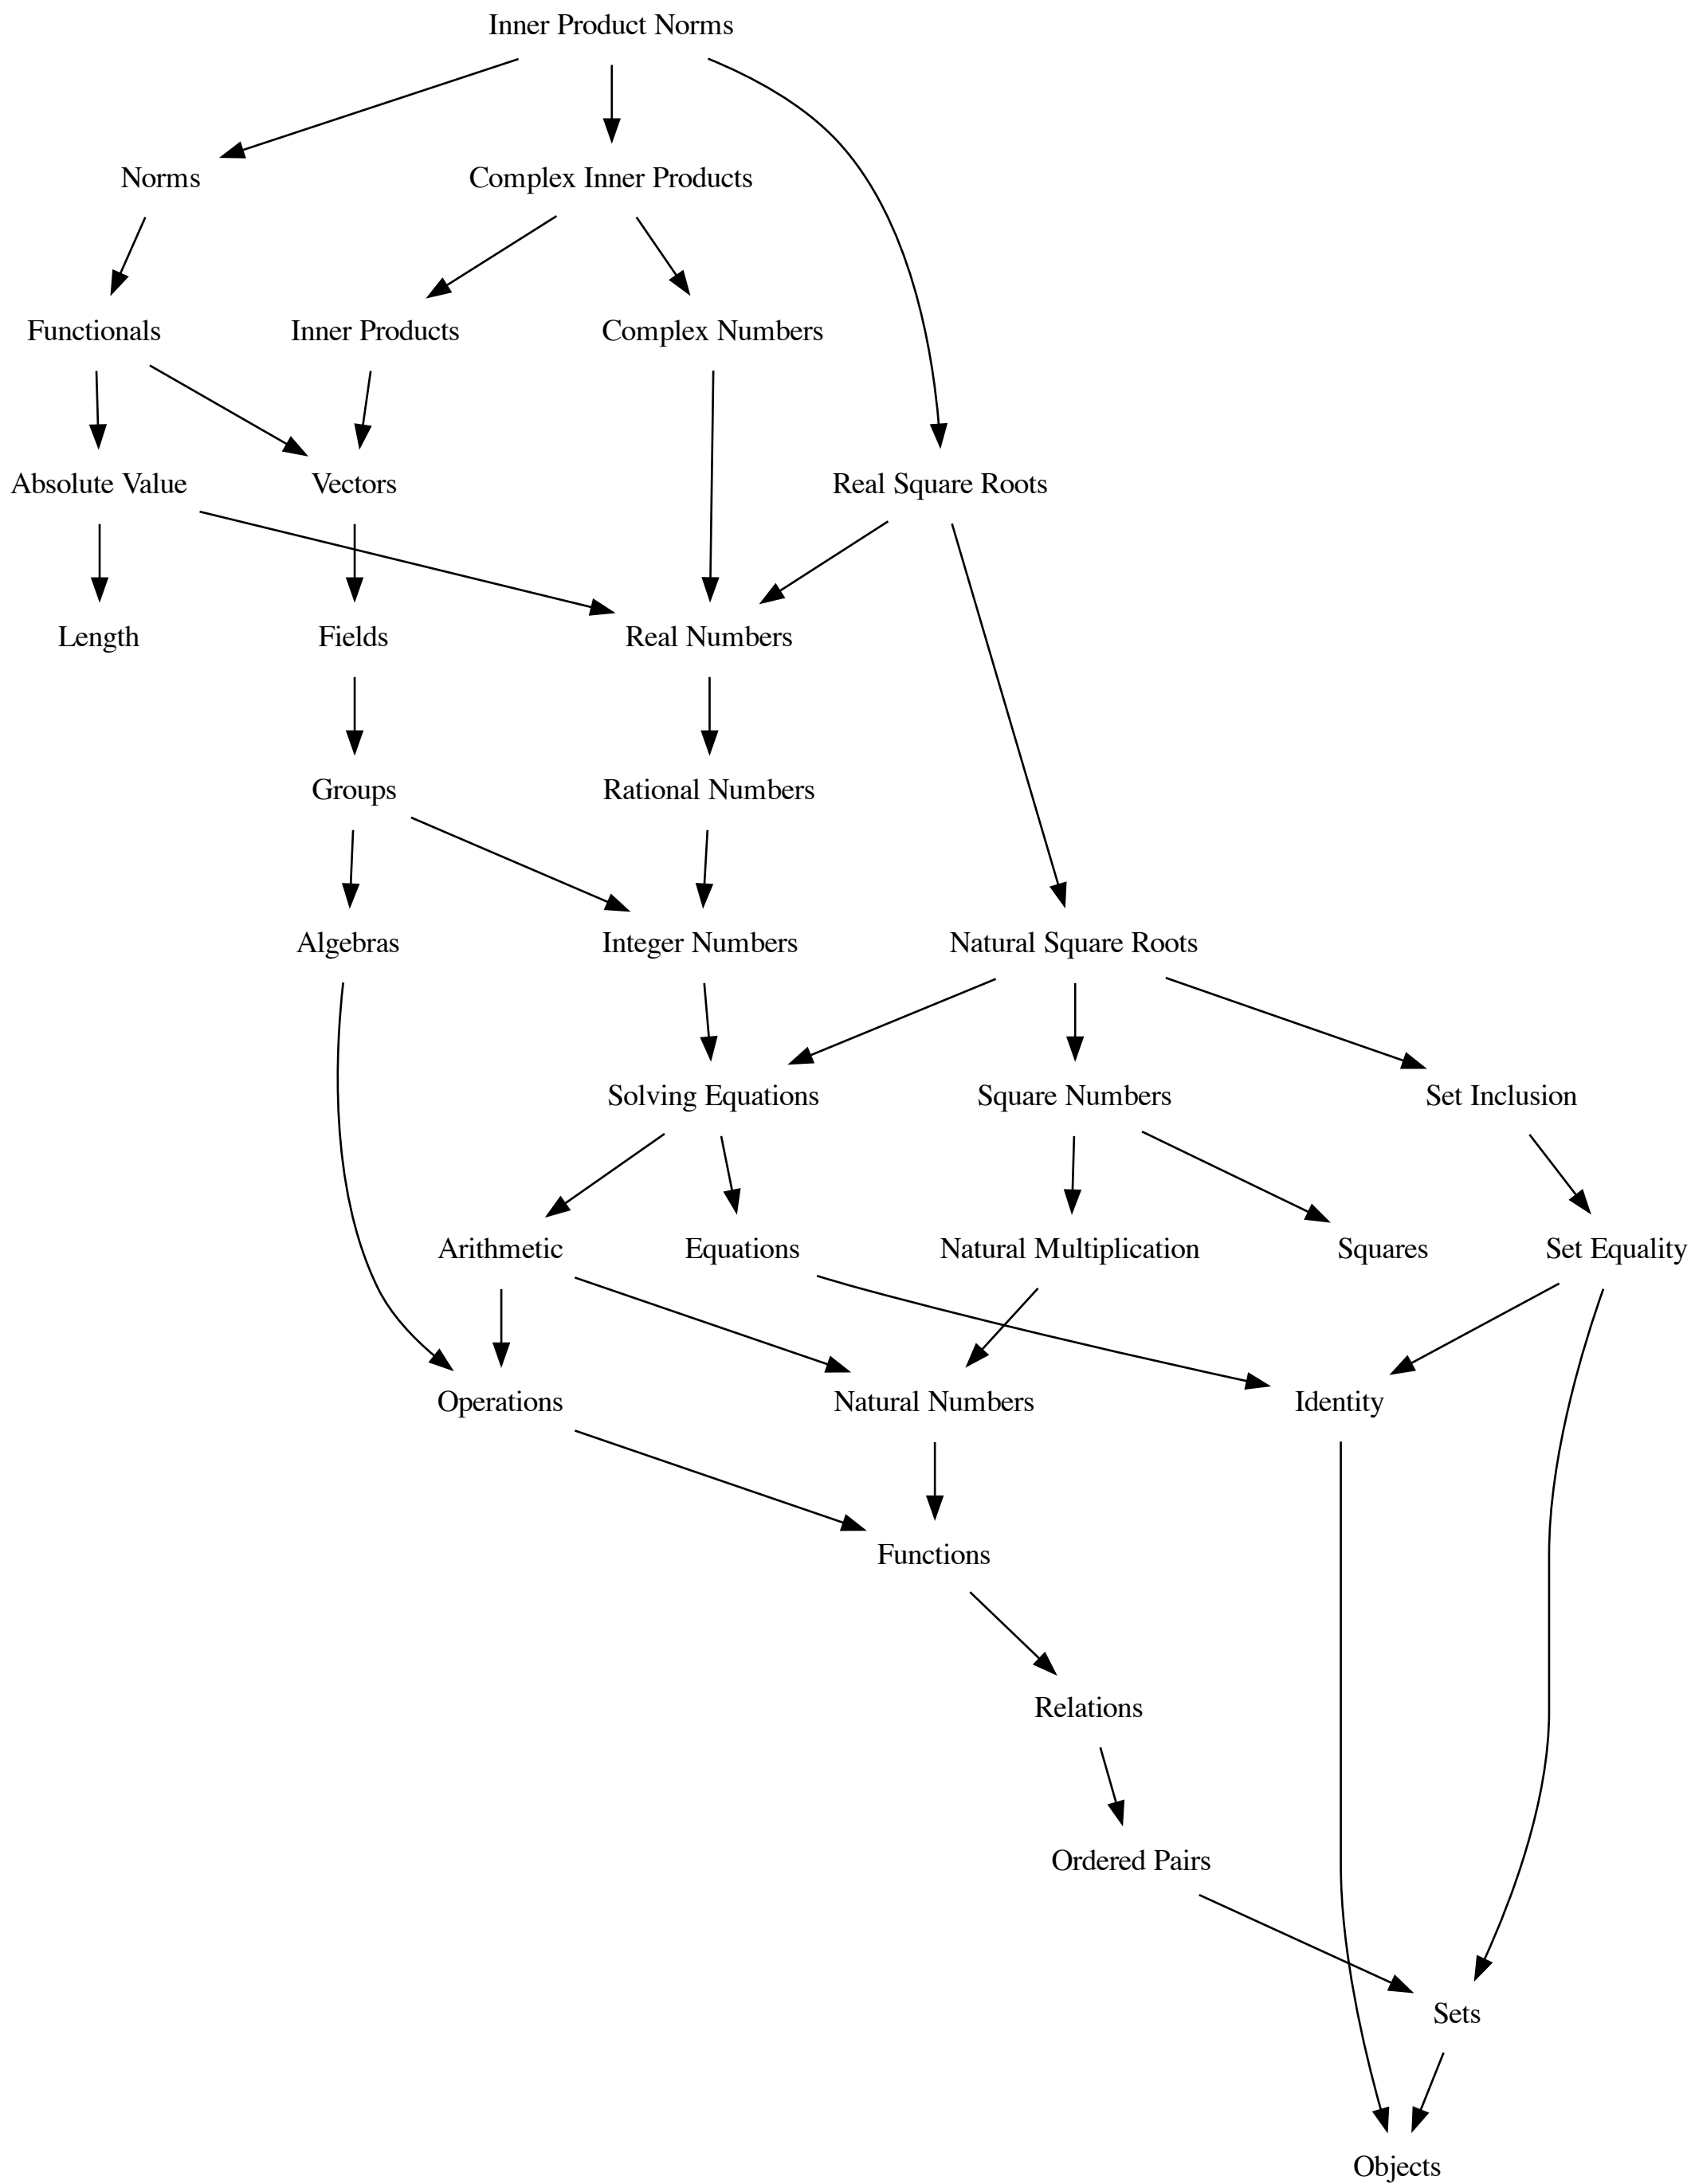 Inner Product Norms
Norms
Complex Inner Products
Functionals
Inner Products
Complex Numbers
Absolute Value
Vectors
Real Square Roots
Length
Fields
Real Numbers
Groups
Rational Numbers
Algebras
Integer Numbers
Natural Square Roots
Solving Equations
Square Numbers
Set Inclusion
Arithmetic
Equations
Natural Multiplication
Squares
Set Equality
Operations
Natural Numbers
Identity
Functions
Relations
Ordered Pairs
Sets
Objects